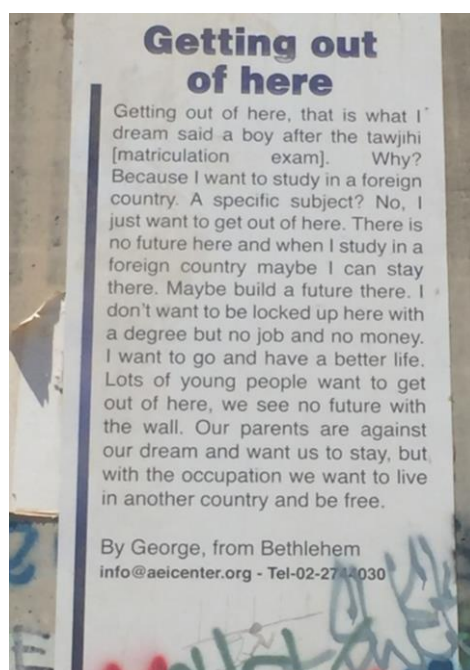 Getting out
of here
Getting out of here, that is what I
dream said a boy after the tawjihi
[matriculation exam]. Why?
Because I want to study in a foreign
country. A specific subject? No, I
just want to get out of here. There is
no future here and when I study in a
foreign country maybe I can stay
there. Maybe build a future there. I
don't want to be locked up here with
a degree but no job and no money.
I want to go and have a better life.
Lots of young people want to get
out of here, we see no future with
the wall. Our parents are against
our dream and want us to stay, but
with the occupation we want to live
in another country and be free.
By George, from Bethlehem
info@aeicenter.org - Tel-02-2744030